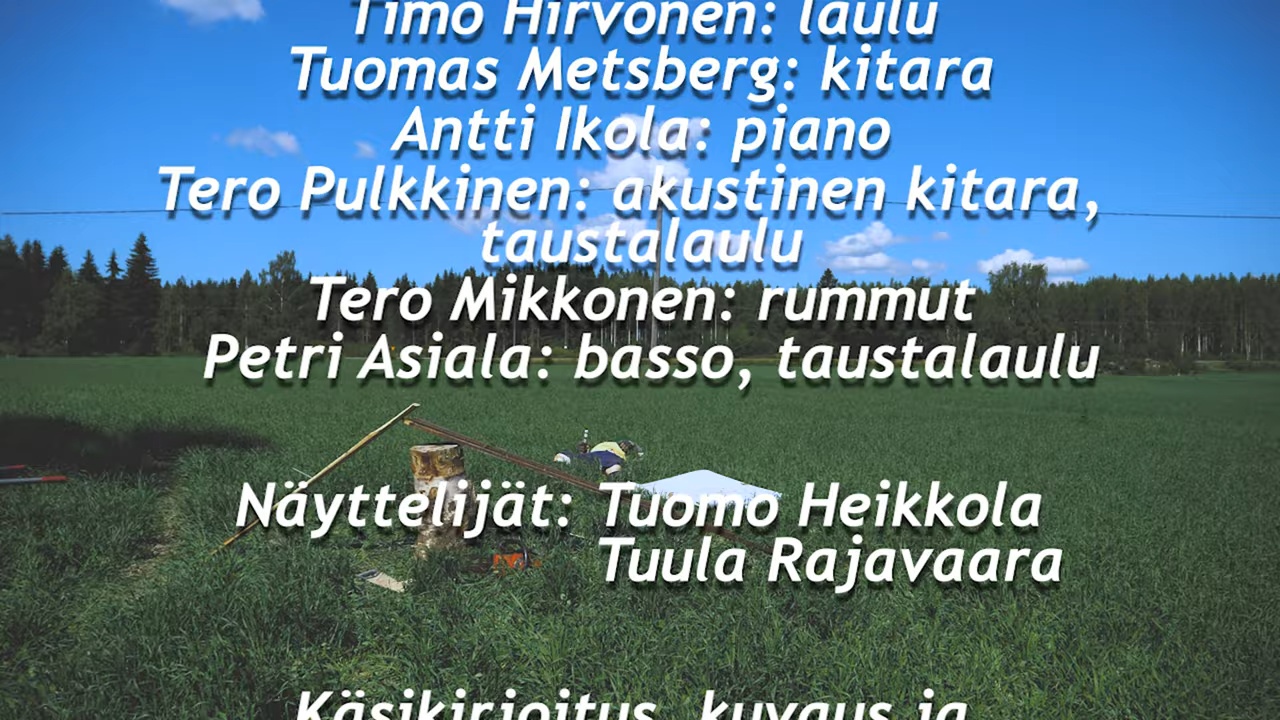 Timo Hirvonen: laulu
Tuomas Metsberg: kitara
Antti Ikola: piano
Tero Pulkkinen: akustinen kitara,
taustalaulu
Tero Mikkonen: rummut
Petri Asiala: basso, taustalaulu
Näyttelijät: Tuomo Heikkola
Tuula Rajavaara
Käsikirjoitus, kuvaus ja